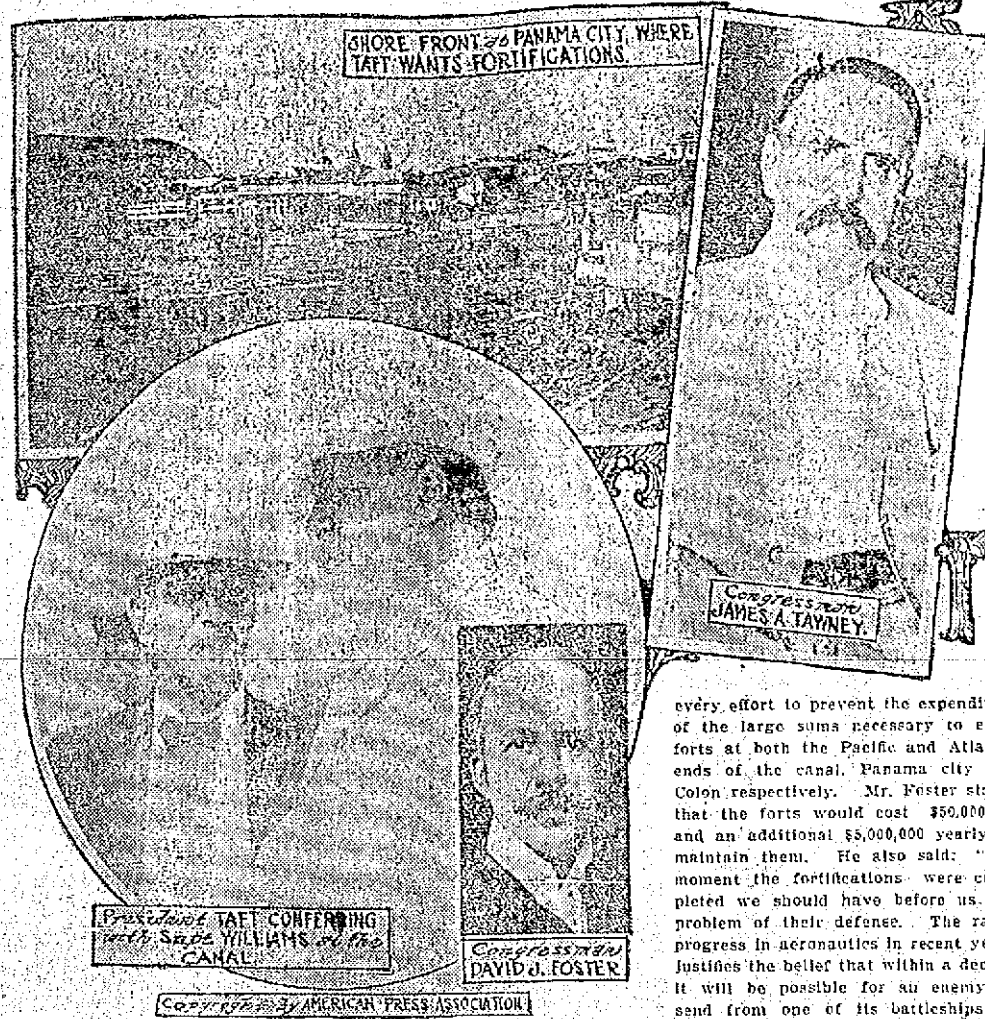 SHORE FRONT at PANAMA CITY, WHERE
TAFT WANTS FORTIFICATIONS.
Congressman
JAMES A. TAWNEY.
President TAFT CONFERRING
with Supt. WILLIAMS at the
CANAL.
Congressman
DAVID J. FOSTER
Copyright by AMERICAN PRESS ASSOCIATION
every effort to prevent the expendit
of the large sums necessary to e
forts at both the Pacific and Atla
ends of the canal, Panama city
Colon respectively. Mr. Foster st
that the forts would cost $50,000
and an additional $5,000,000 yearly
maintain them. He also said: "
moment the fortifications were c
pleted we should have before us
problem of their defense. The ra
progress in aeronautics in recent ye
justifies the belief that within a dec
it will be possible for an enemy
send from one of its battleships